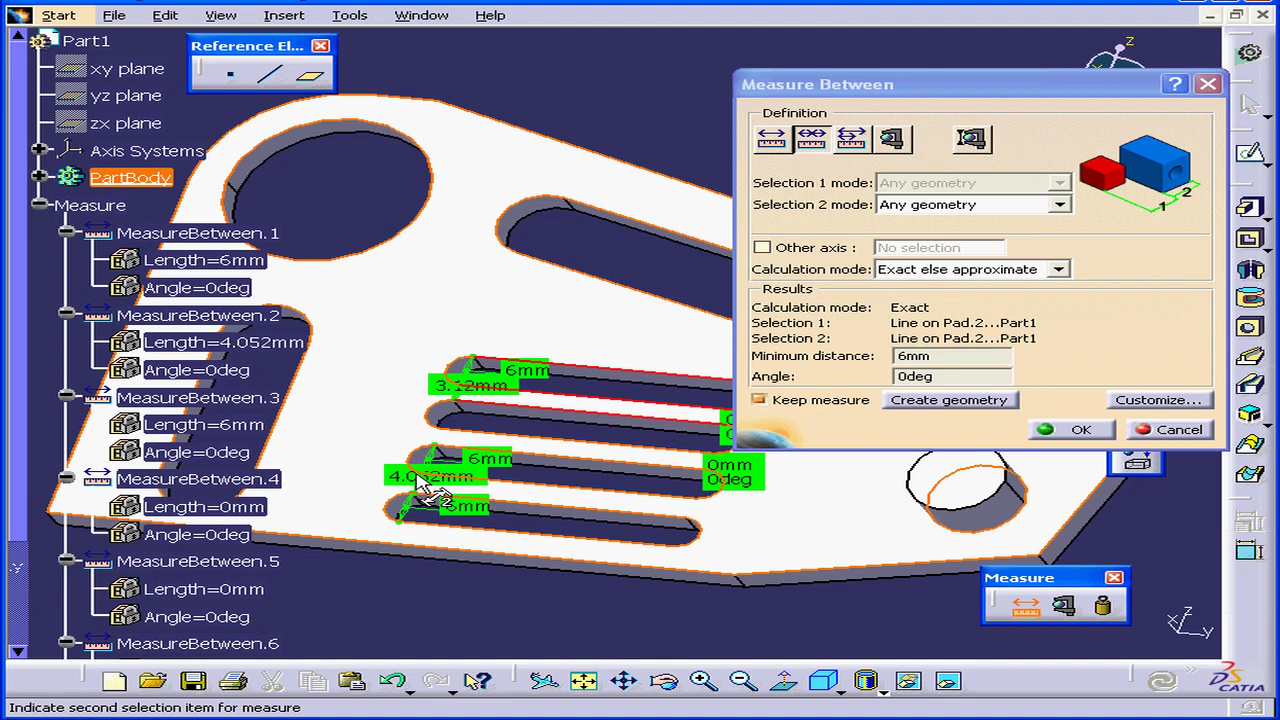 Start File Edit View Insert Tools Window Help
Part1
xy plane
yz plane
zx plane
Axis Systems
PartBody
Measure
MeasureBetween.1
Length=6mm
Angle=0deg
MeasureBetween.2
Length=4.052mm
Angle=0deg
MeasureBetween.3
Length=6mm
Angle=0deg
MeasureBetween.4
Length=0mm
Angle=0deg
MeasureBetween.5
Length=0mm
Angle=0deg
MeasureBetween.6
Reference El...
Z
6mm
6mm
0mm
0deg
6mm
Measure Between
Definition
Selection 1 mode: Any geometry
Selection 2 mode: Any geometry
1
2
Other axis : No selection
Calculation mode: Exact else approximate
Results
Calculation mode: Exact
Selection 1: Line on Pad.2...Part1
Selection 2: Line on Pad.2...Part1
Minimum distance: 6mm
Angle: 0deg
Keep measure Create geometry Customize...
OK Cancel
Measure
x z y
CATIA
Indicate second selection item for measure